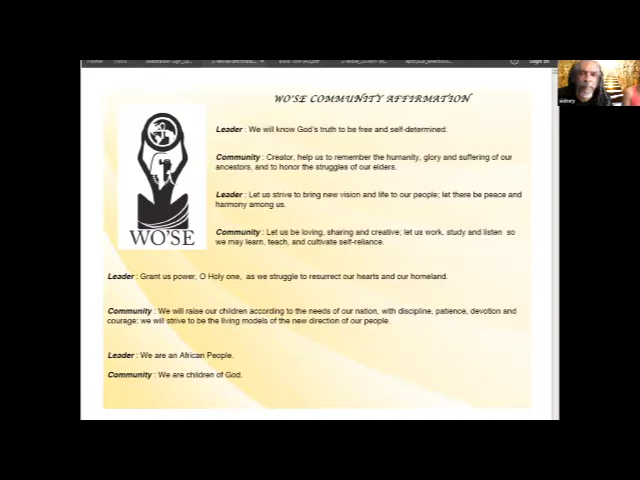 Sign In
sidney
WO'SE COMMUNITY AFFIRMATION
Leader : We will know God's truth to be free and self-determined.
Community : Creator, help us to remember the humanity, glory and suffering of our
ancestors, and to honor the struggles of our elders.
Leader : Let us strive to bring new vision and life to our people; let there be peace and
harmony among us.
Community : Let us be loving, sharing and creative; let us work, study and listen so
we may learn, teach, and cultivate self-reliance.
WO'SE
Leader : Grant us power, O Holy one, as we struggle to resurrect our hearts and our homeland.
Community : We will raise our children according to the needs of our nation, with discipline, patience, devotion and
courage; we will strive to be the living models of the new direction of our people.
Leader : We are an African People.
Community : We are children of God.